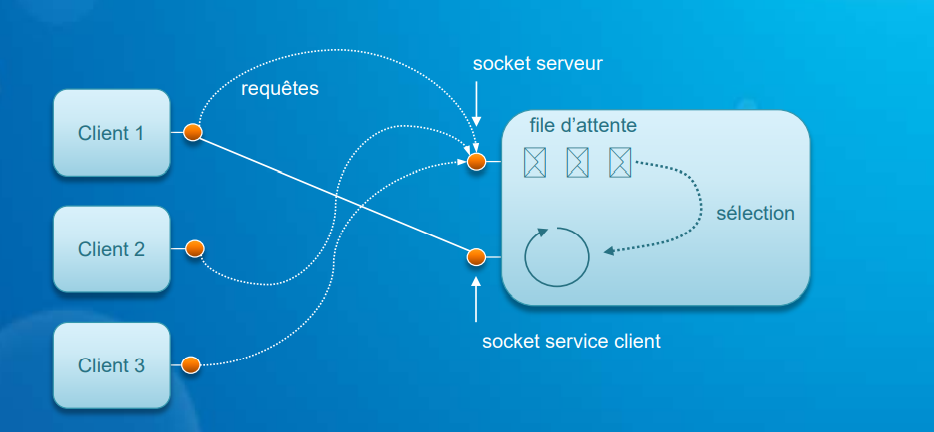 socket serveur
requêtes
Client 1
file d’attente
sélection
Client 2
socket service client
Client 3